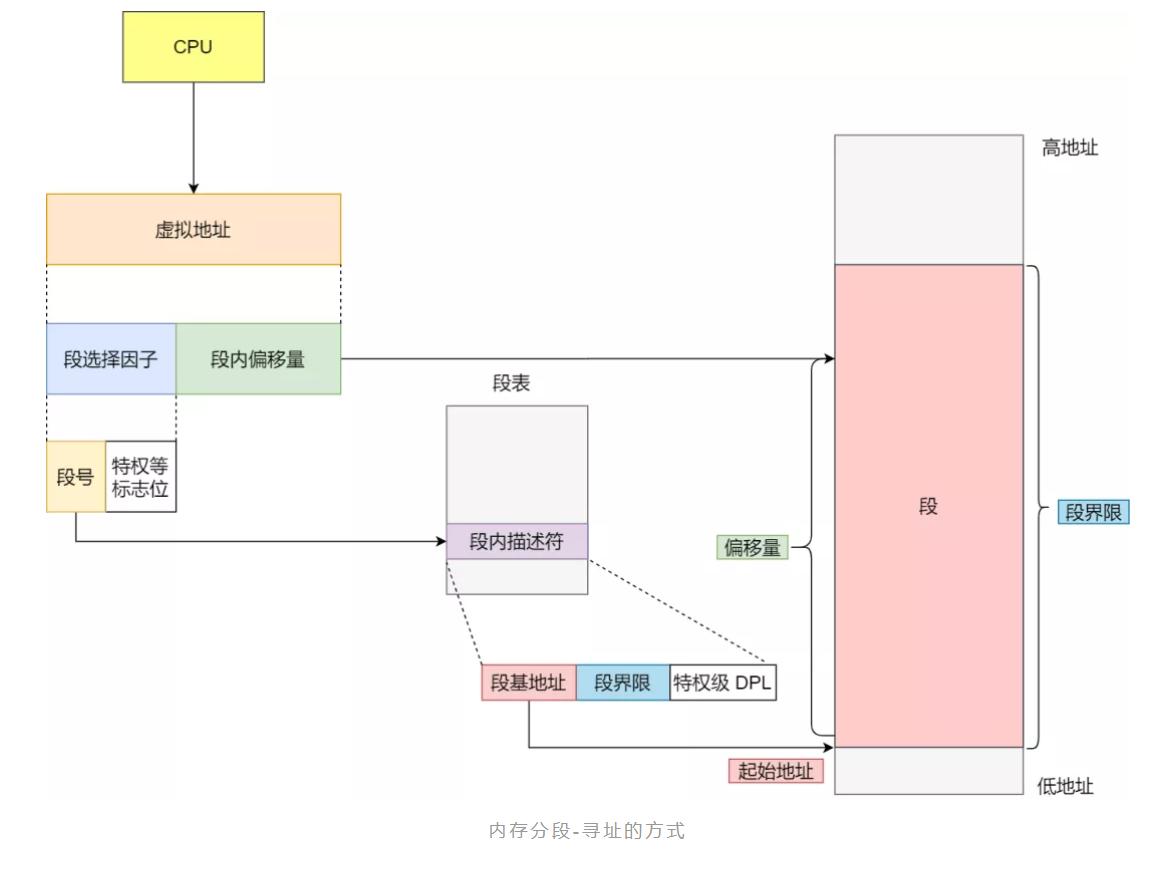 CPU
高地址
虚拟地址
段选择因子
段内偏移量
段表
段号
特权等
标志位
段
段界限
段内描述符
偏移量
段基地址
段界限
特权级 DPL
起始地址
低地址
内存分段-寻址的方式